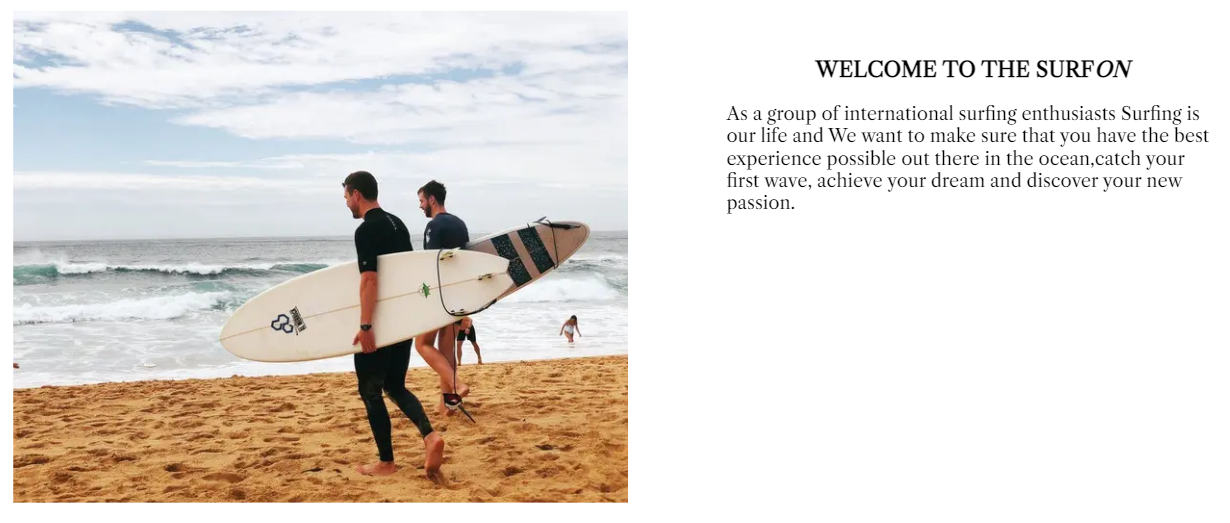 WELCOME TO THE SURFON
As a group of international surfing enthusiasts Surfing is
our life and We want to make sure that you have the best
experience possible out there in the ocean,catch your
first wave, achieve your dream and discover your new
passion.